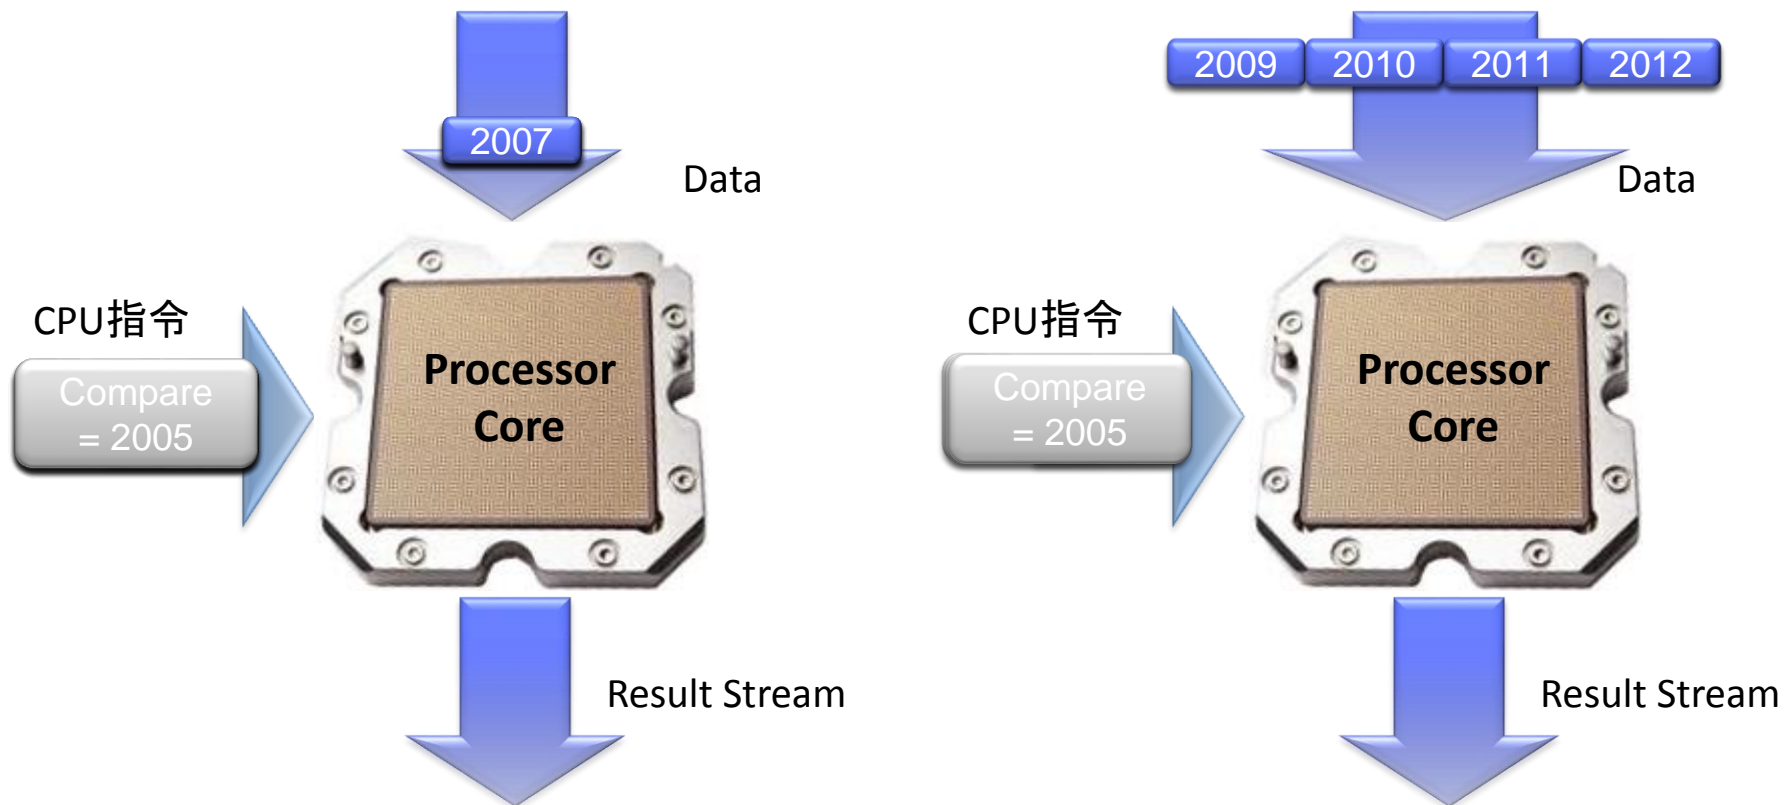 2007
Data
CPU指令
Compare
= 2005
Processor
Core
Result Stream
2009 2010 2011 2012
Data
CPU指令
Compare
= 2005
Processor
Core
Result Stream